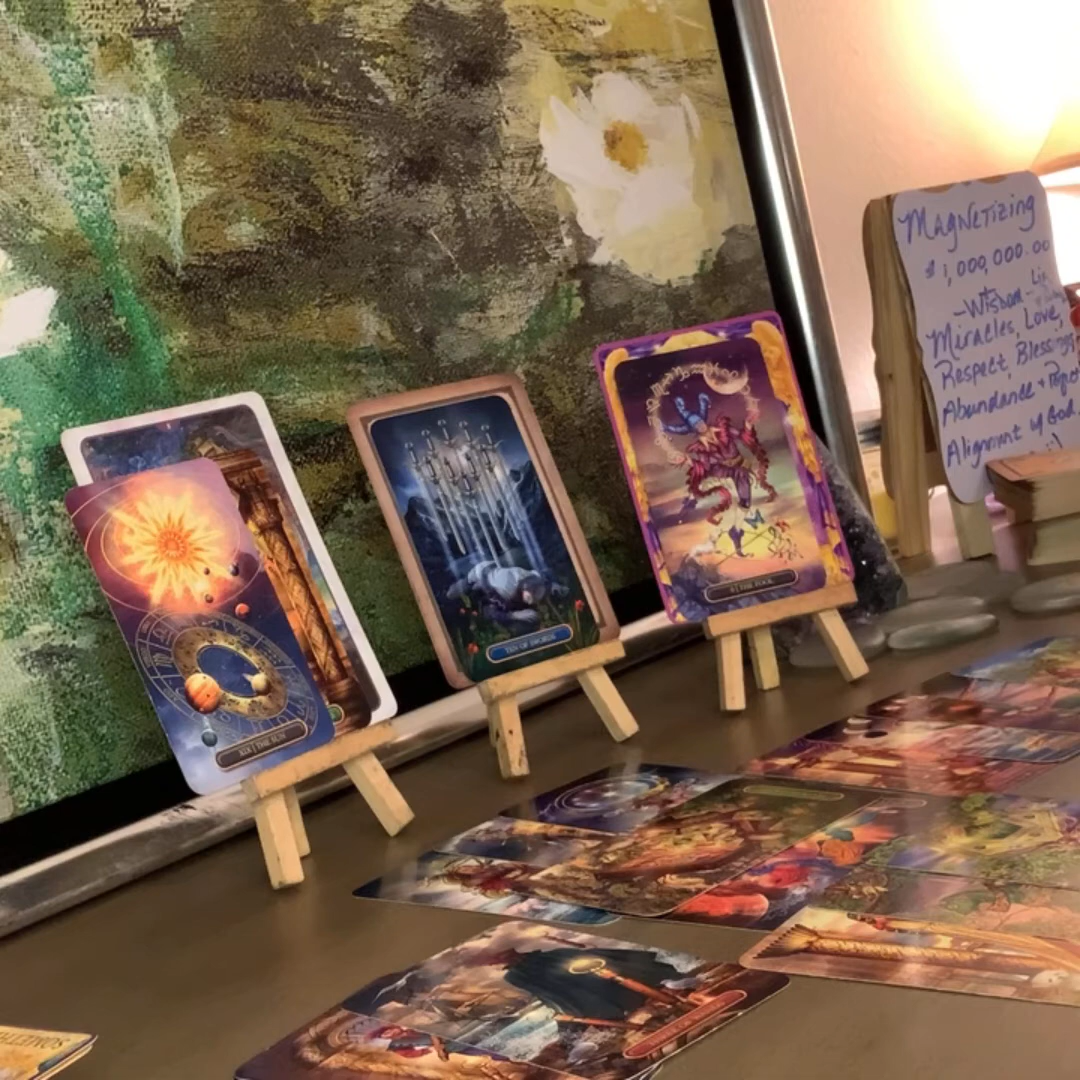 Magnetizing
$1,000,000.00
-Wisdom-
Miracles, Love,
Respect, Blessings
Abundance +
Alignment w God.
:)
XIX | THE SUN
TEN OF SWORDS
0 | THE FOOL